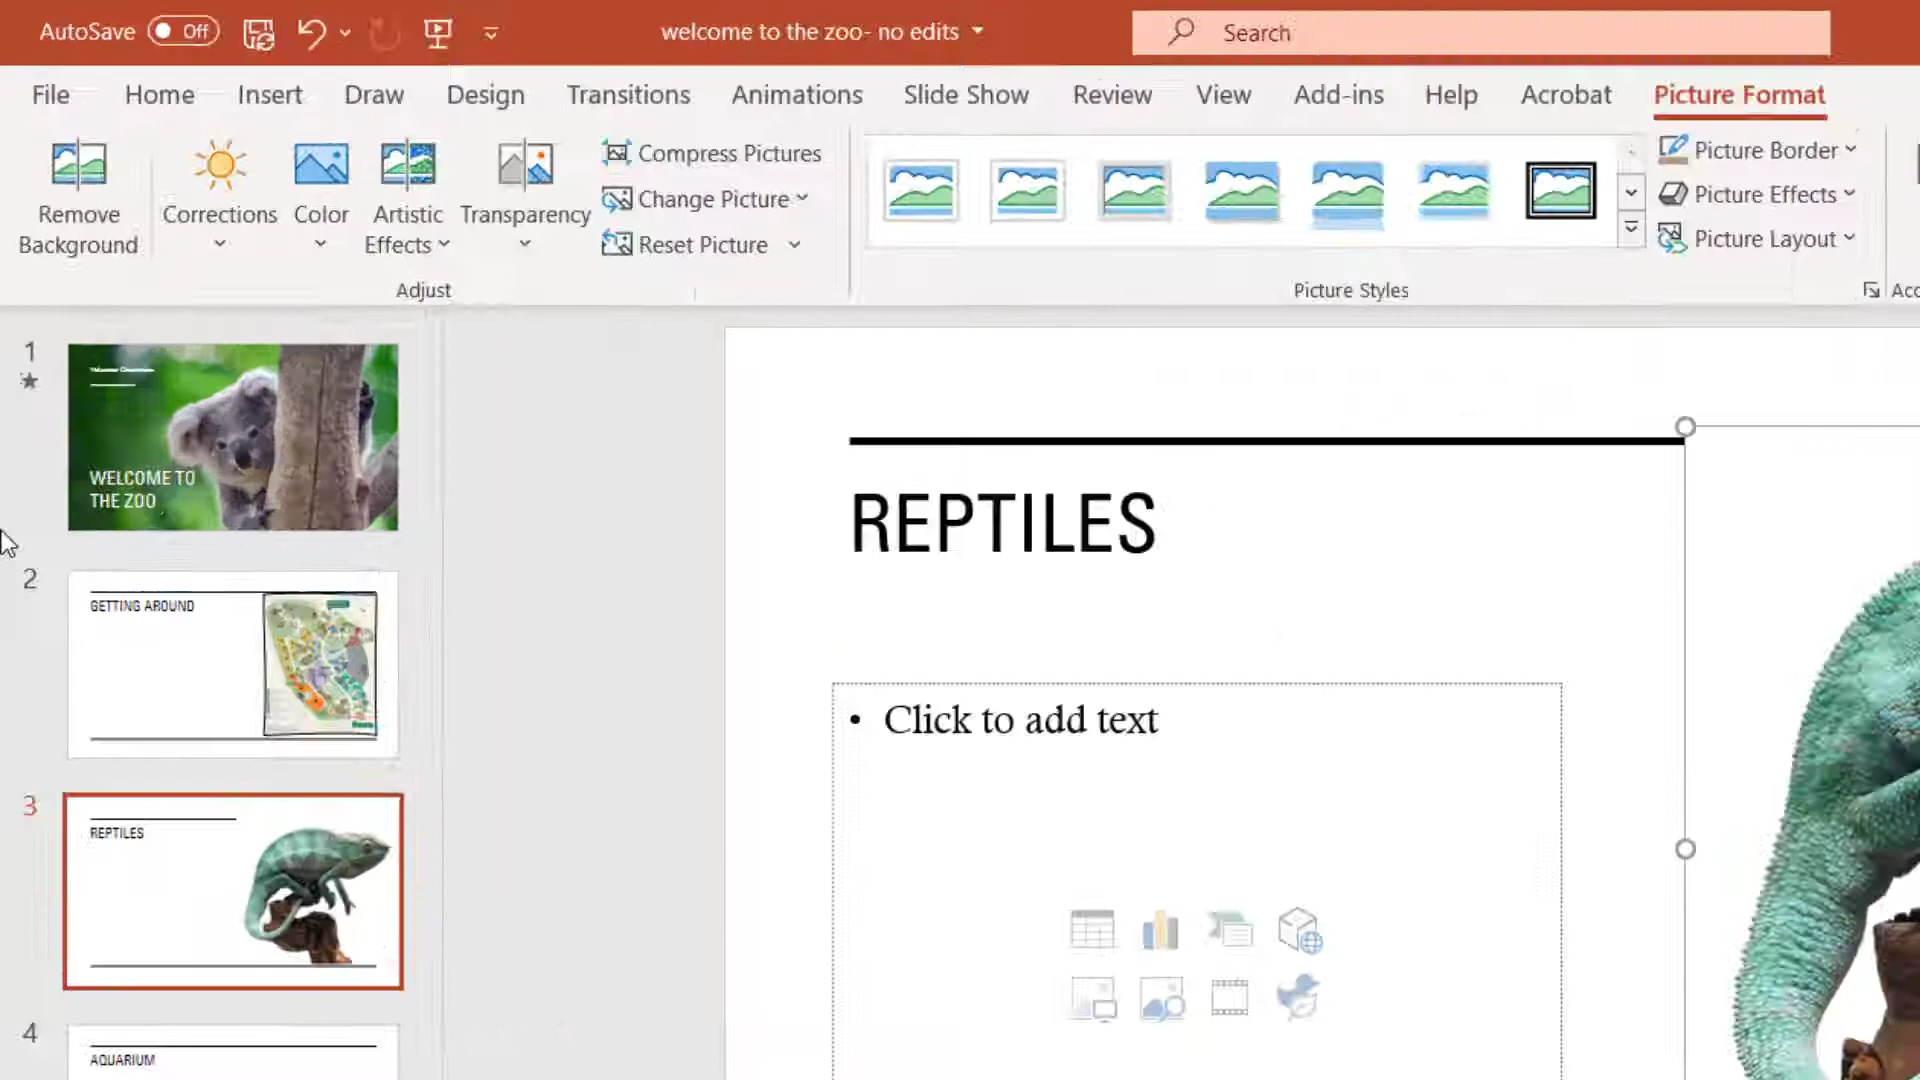 AutoSave Off welcome to the zoo- no edits Search
File Home Insert Draw Design Transitions Animations Slide Show Review View Add-ins Help Acrobat Picture Format
Remove Background
Corrections
Color
Artistic Effects
Transparency
Compress Pictures
Change Picture
Reset Picture
Adjust
Picture Border
Picture Effects
Picture Layout
Picture Styles
Acc
1
WELCOME TO
THE ZOO
2
GETTING AROUND
3
REPTILES
4
AQUARIUM
REPTILES
• Click to add text